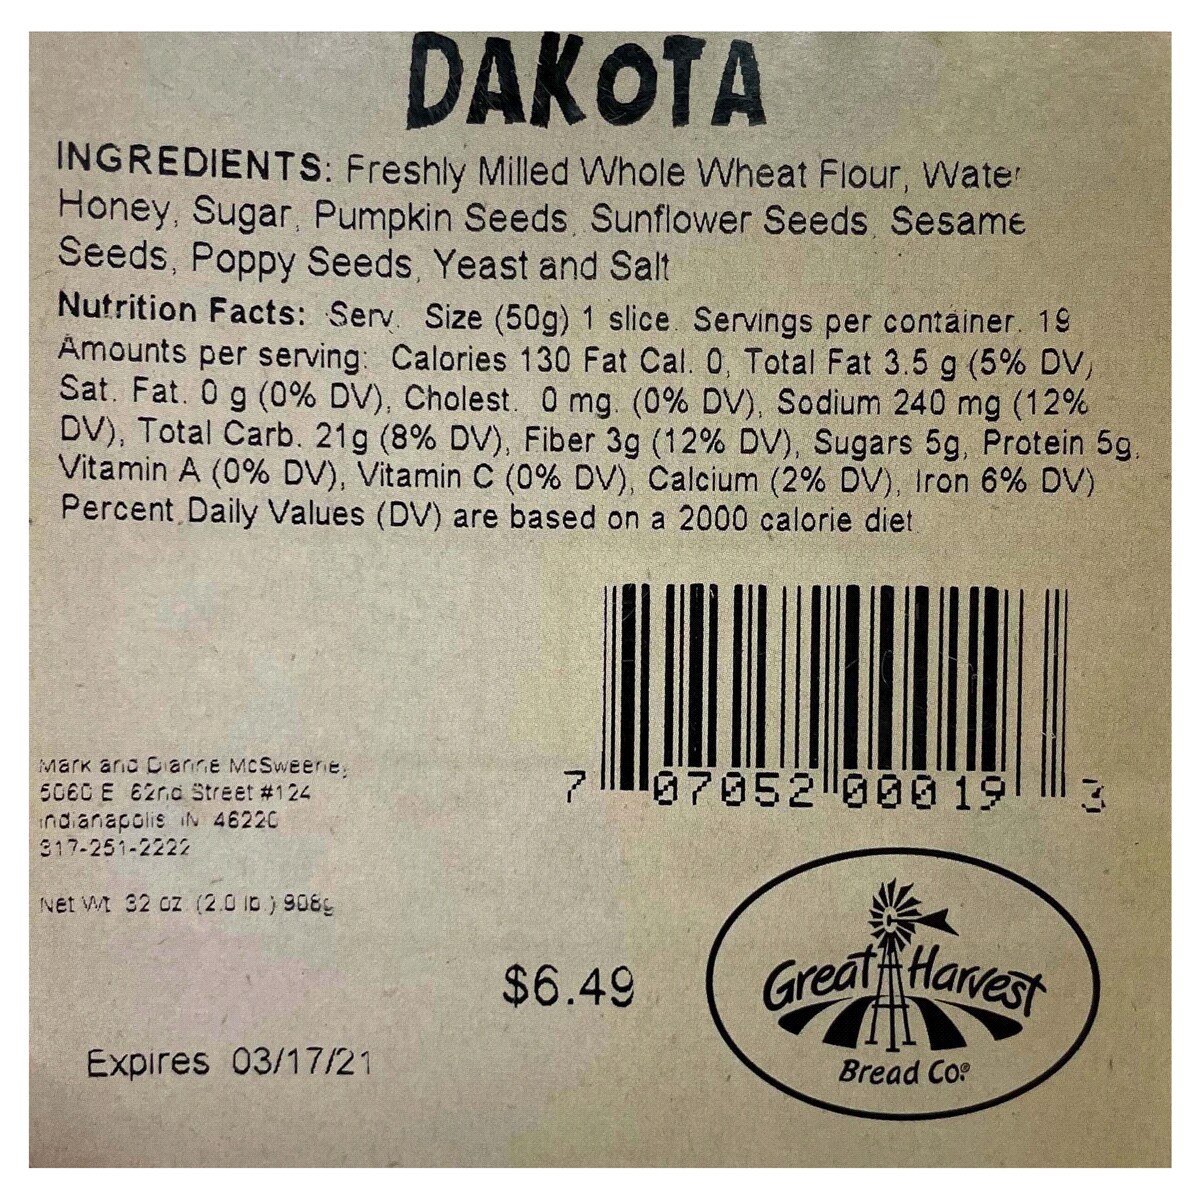 DAKOTA
INGREDIENTS: Freshly Milled Whole Wheat Flour, Water
Honey, Sugar, Pumpkin Seeds, Sunflower Seeds, Sesame
Seeds, Poppy Seeds, Yeast and Salt
Nutrition Facts: Serv. Size (50g) 1 slice. Servings per container. 19
Amounts per serving: Calories 130 Fat Cal. 0, Total Fat 3.5 g (5% DV)
Sat. Fat. 0 g (0% DV), Cholest. 0 mg. (0% DV), Sodium 240 mg (12%
DV), Total Carb. 21g (8% DV), Fiber 3g (12% DV), Sugars 5g, Protein 5g,
Vitamin A (0% DV), Vitamin C (0% DV), Calcium (2% DV), Iron 6% DV)
Percent Daily Values (DV) are based on a 2000 calorie diet.
7 07052 00019 3
Mark and Dianne McSweeney,
5060 E 62nd Street #124
Indianapolis IN 46220
317-251-2222
Net Wt 32 oz (2.0 lb.) 908g
$6.49
Expires 03/17/21
Great Harvest
Bread Co.®